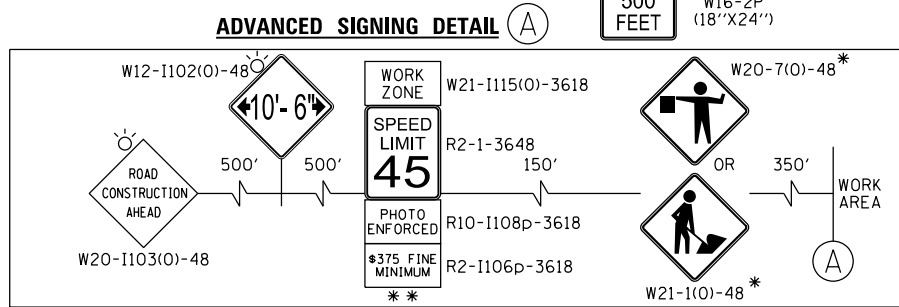 ADVANCED SIGNING DETAIL A
500
FEET
W16-2P
(18''X24'')
W12-I102(O)-48
10'- 6"
WORK
ZONE
W21-I115(O)-3618
W20-7(O)-48*
SPEED
LIMIT
45
R2-1-3648
ROAD
CONSTRUCTION
AHEAD
500'
500'
150'
OR
350'
WORK
AREA
PHOTO
ENFORCED
R10-I108p-3618
$375 FINE
MINIMUM
R2-I106p-3618
W20-I103(O)-48
W21-1(O)-48*
A
**